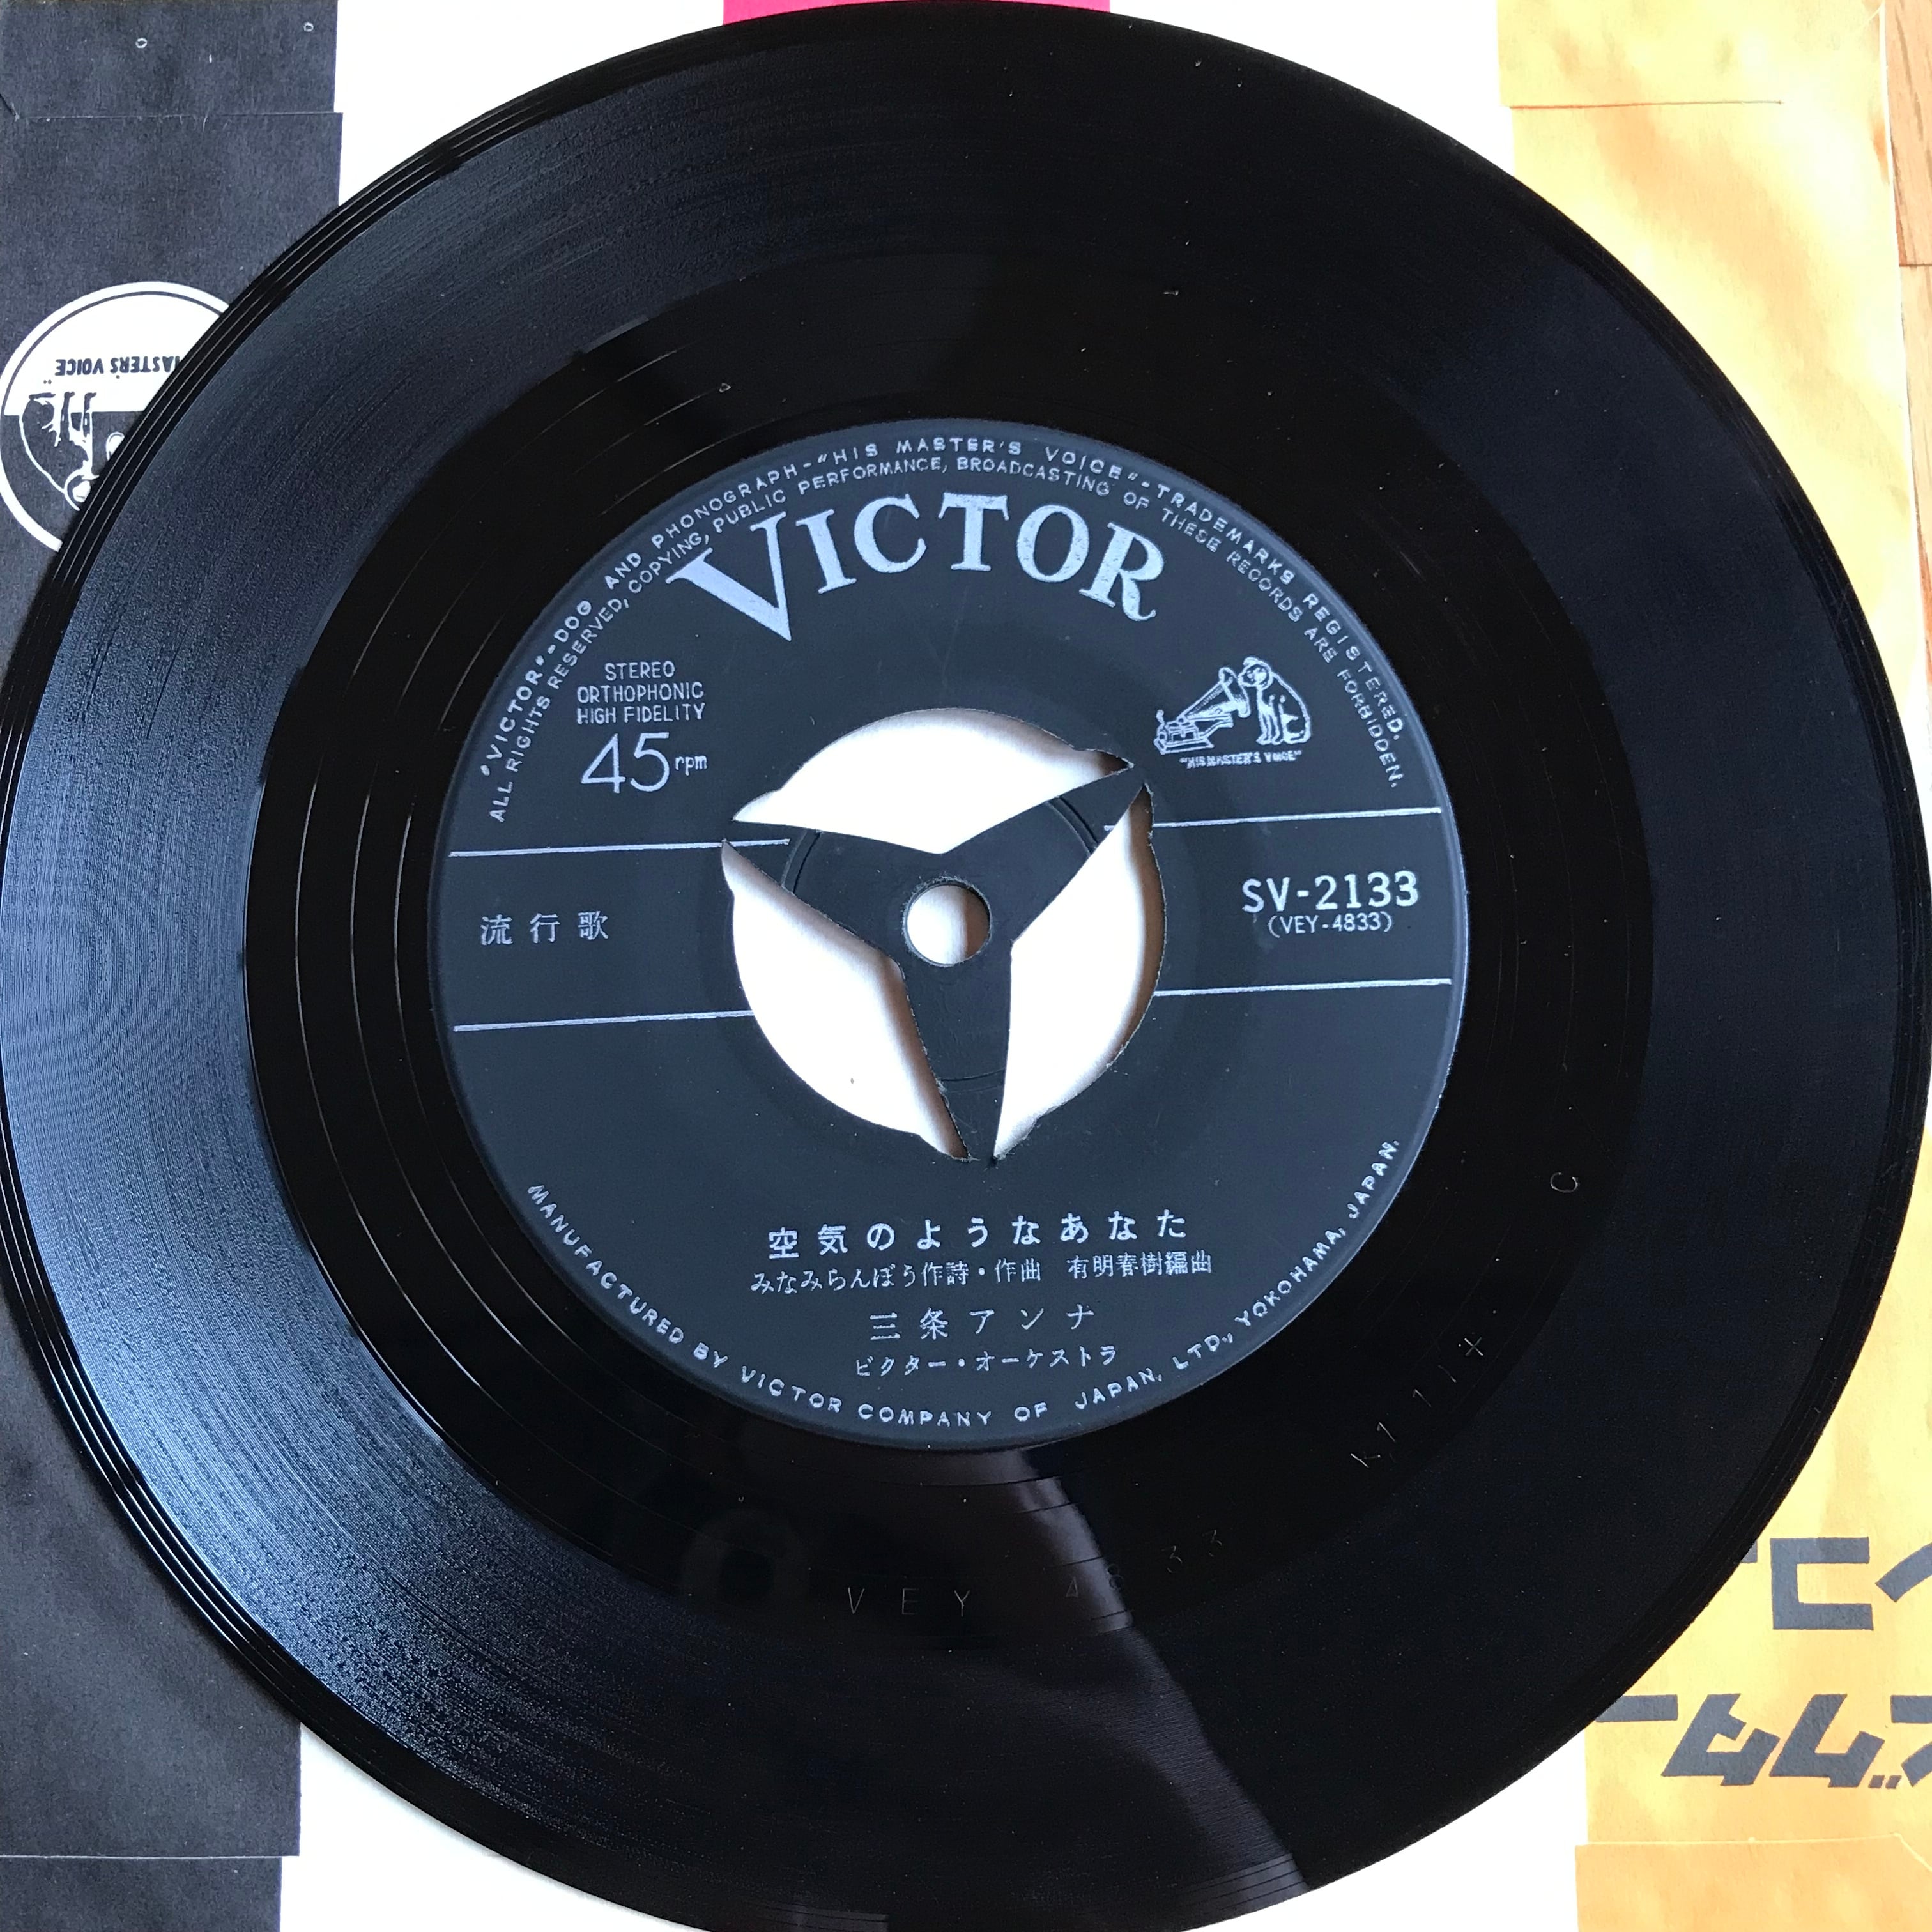 "VICTOR"-DOG AND PHONOGRAPH-"HIS MASTER'S VOICE"-TRADEMARKS REGISTERED.
ALL RIGHTS RESERVED, COPYING, PUBLIC PERFORMANCE, BROADCASTING OF THESE RECORDS ARE FORBIDDEN.
VICTOR
STEREO
ORTHOPHONIC
HIGH FIDELITY
45rpm
"HIS MASTER'S VOICE"
流行歌
SV-2133
(VEY-4833)
空気のようなあなた
みなみらんぼう作詩・作曲 有明春樹編曲
三条アンナ
ビクター・オーケストラ
MANUFACTURED BY VICTOR COMPANY OF JAPAN, LTD., YOKOHAMA, JAPAN.
VEY 4833
C
MASTER'S VOICE